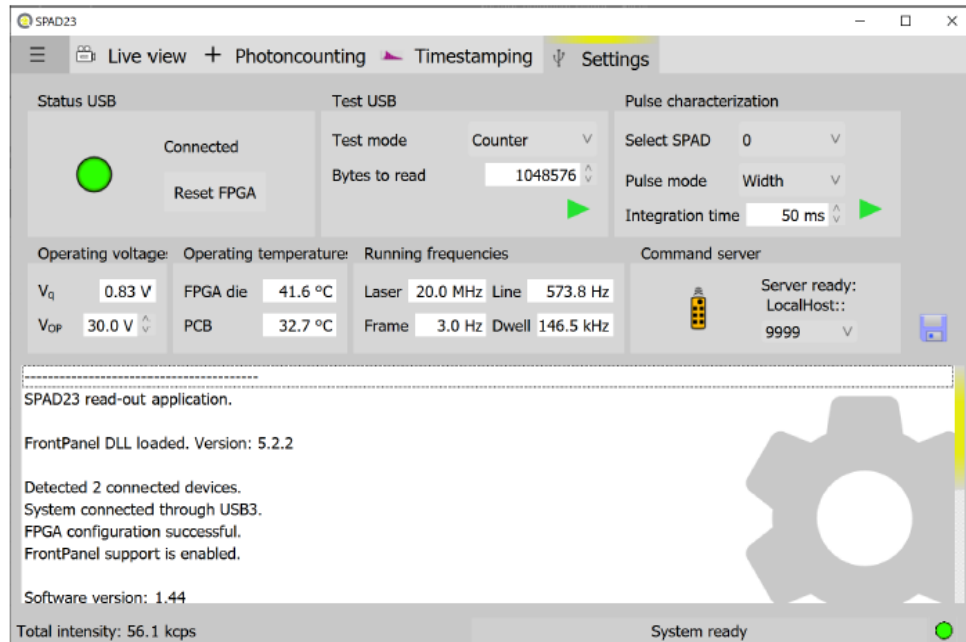 SPAD23
Live view Photoncounting Timestamping Settings
Status USB
Connected
Reset FPGA
Test USB
Test mode Counter
Bytes to read 1048576
Pulse characterization
Select SPAD 0
Pulse mode Width
Integration time 50 ms
Operating voltage
Vq 0.83 V
VOP 30.0 V
Operating temperature
FPGA die 41.6 °C
PCB 32.7 °C
Running frequencies
Laser 20.0 MHz Line 573.8 Hz
Frame 3.0 Hz Dwell 146.5 kHz
Command server
Server ready:
LocalHost::
9999
---------------------------------------
SPAD23 read-out application.
FrontPanel DLL loaded. Version: 5.2.2
Detected 2 connected devices.
System connected through USB3.
FPGA configuration successful.
FrontPanel support is enabled.
Software version: 1.44
Total intensity: 56.1 kcps
System ready